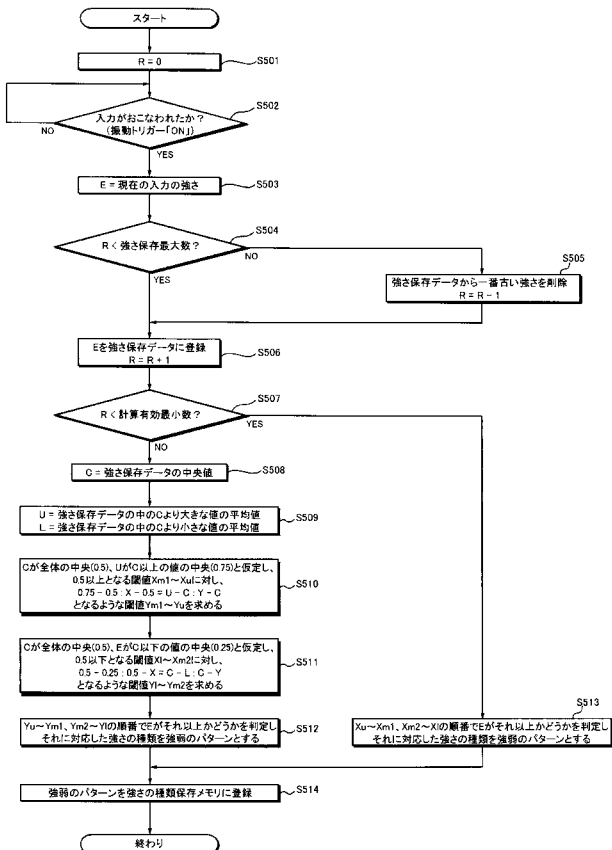 スタート
R = 0
S501
入力がおこなわれたか？
(振動トリガー「ON」)
S502
NO
YES
E = 現在の入力の強さ
S503
R < 強さ保存最大数？
S504
NO
YES
S505
強さ保存データから一番古い強さを削除
R = R - 1
Eを強さ保存データに登録
R = R + 1
S506
R < 計算有効最小数？
S507
YES
NO
C = 強さ保存データの中央値
S508
U = 強さ保存データの中のCより大きな値の平均値
L = 強さ保存データの中のCより小さな値の平均値
S509
Cが全体の中央(0.5)、UがC以上の値の中央(0.75)と仮定し、
0.5以上となる閾値Xm1～Xuに対し、
0.75 - 0.5 : X - 0.5 = U - C : Y - C
となるような閾値Ym1～Yuを求める
S510
Cが全体の中央(0.5)、EがC以下の値の中央(0.25)と仮定し、
0.5以下となる閾値Xl～Xm2に対し、
0.5 - 0.25 : 0.5 - X = C - L : C - Y
となるような閾値Yl～Ym2を求める
S511
Yu～Ym1、Ym2～Ylの順番でEがそれ以上かどうかを判定し
それに対応した強さの種類を強弱のパターンとする
S512
S513
Xu～Xm1、Xm2～Xlの順番でEがそれ以上かどうかを判定し
それに対応した強さの種類を強弱のパターンとする
強弱のパターンを強さの種類保存メモリに登録
S514
終わり